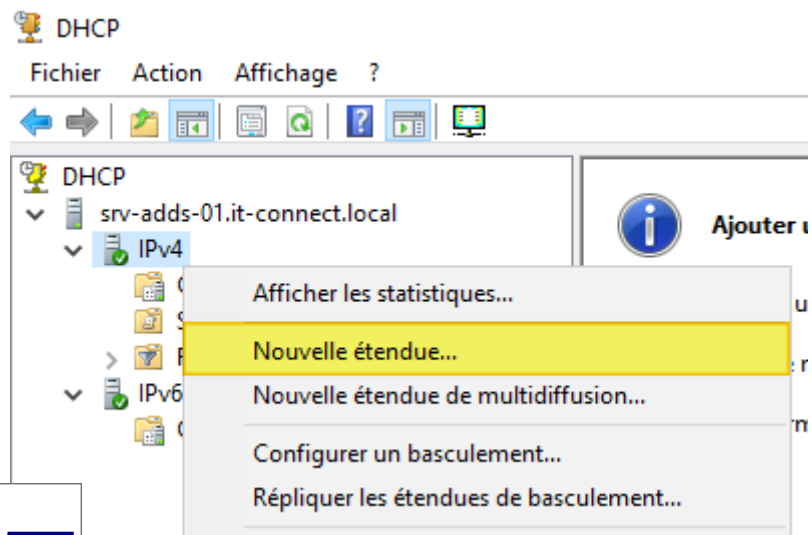 DHCP
Fichier Action Affichage ?
DHCP
srv-adds-01.it-connect.local
IPv4
Ajouter
Afficher les statistiques...
Nouvelle étendue...
Nouvelle étendue de multidiffusion...
IPv6
Configurer un basculement...
Répliquer les étendues de basculement...